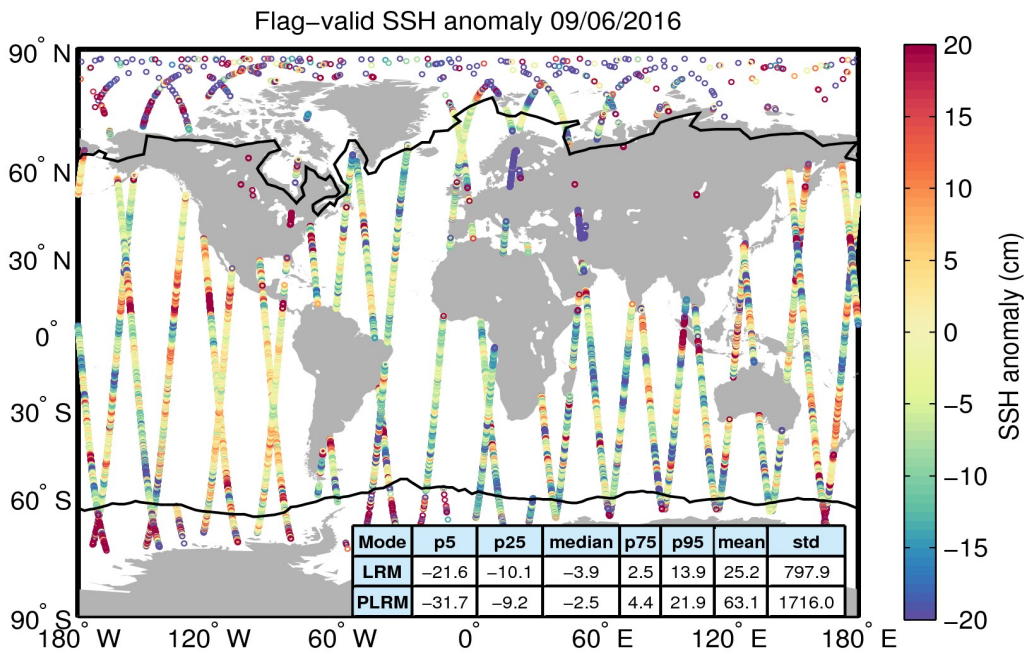 Flag−valid SSH anomaly 09/06/2016
90° N
60° N
30° N
0°
30° S
60° S
90° S
180° W 120° W 60° W 0° 60° E 120° E 180° E
Mode p5 p25 median p75 p95 mean std
LRM −21.6 −10.1 −3.9 2.5 13.9 25.2 797.9
PLRM −31.7 −9.2 −2.5 4.4 21.9 63.1 1716.0
20
15
10
5
0
−5
−10
−15
−20
SSH anomaly (cm)